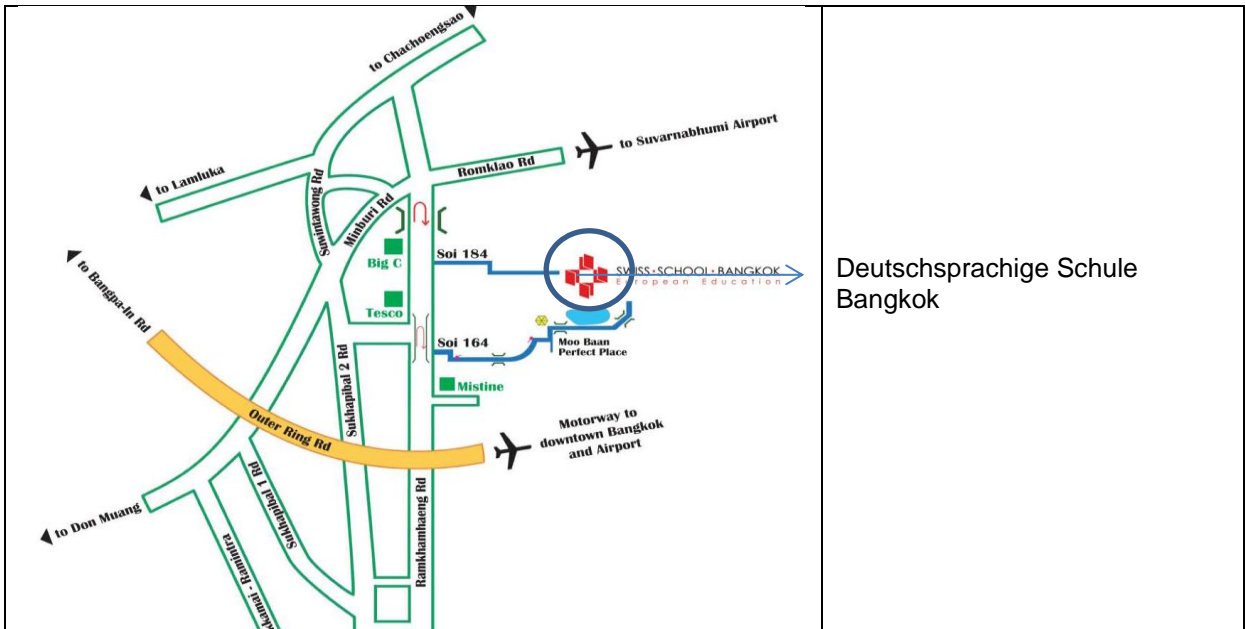 to Chachoengsao
to Suvarnabhumi Airport
Romklao Rd
to Lamluka
Suwintawong Rd
Minburi Rd
Big C
Soi 184
SWISS·SCHOOL·BANGKOK
European Education
Deutschsprachige Schule
Bangkok
to Bangpa-In Rd
Tesco
Soi 164
Moo Baan
Perfect Place
Mistine
Sukhapibal 2 Rd
Outer Ring Rd
Motorway to
downtown Bangkok
and Airport
Sukhapibal 1 Rd
to Don Muang
Ramkhamhaeng Rd
- Ramintra